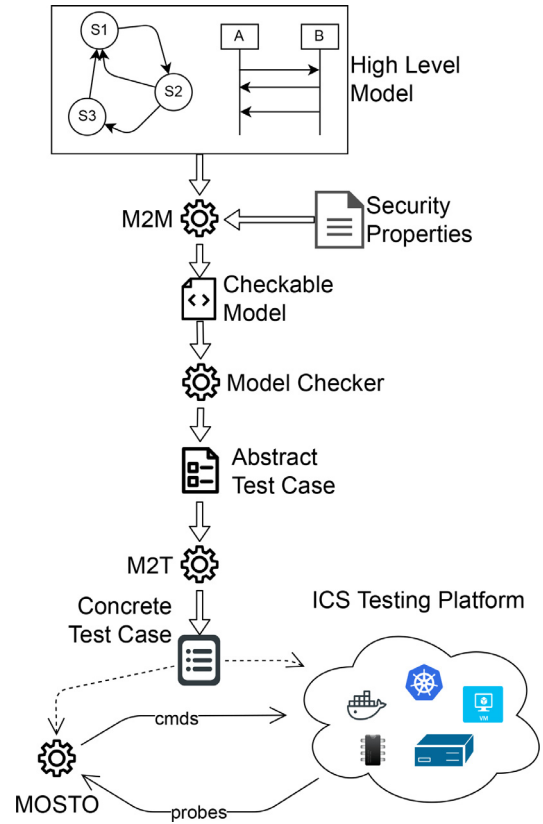 S1
S2
S3
A
B
High Level
Model
M2M
Security
Properties
Checkable
Model
Model Checker
Abstract
Test Case
M2T
Concrete
Test Case
ICS Testing Platform
VM
cmds
MOSTO
probes